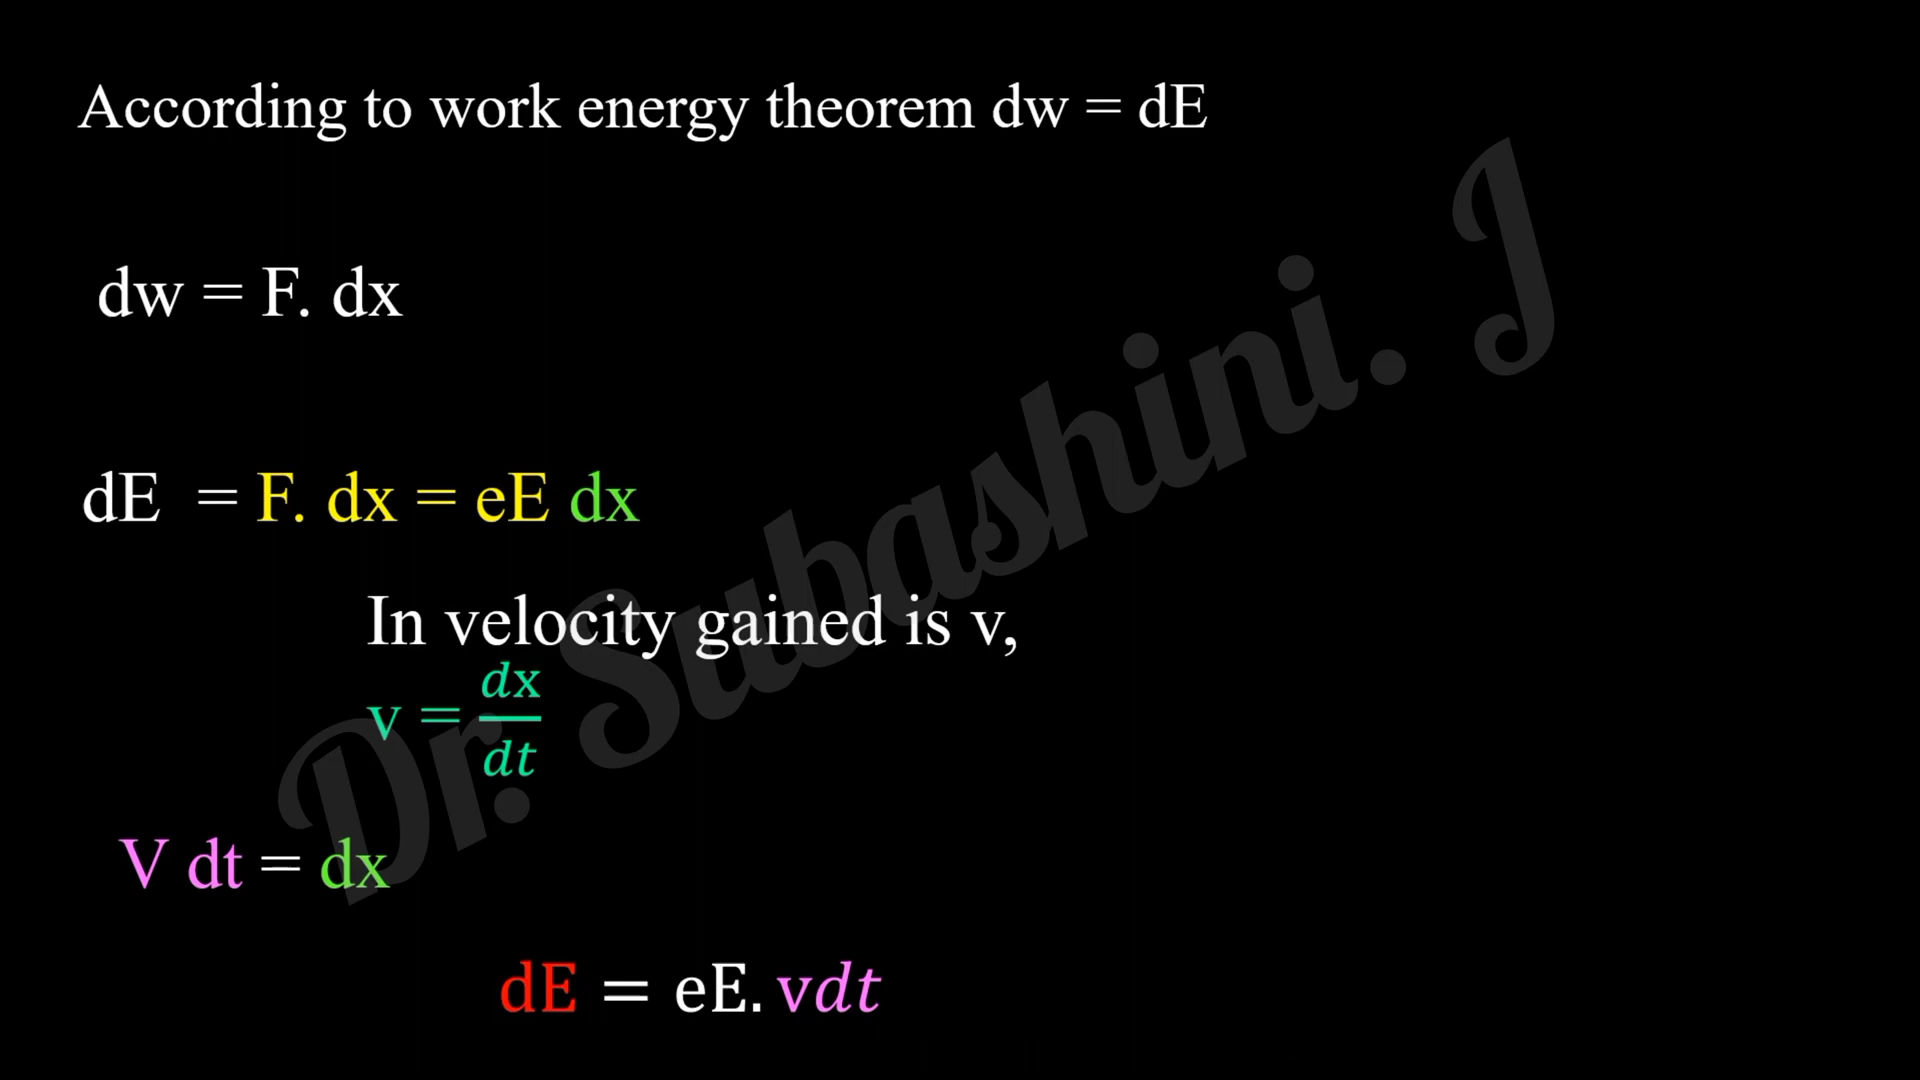 According to work energy theorem dw = dE
dw = F. dx
dE = F. dx = eE dx
In velocity gained is v,
v = dx/dt
V dt = dx
dE = eE. vdt
Dr. Subashini. J